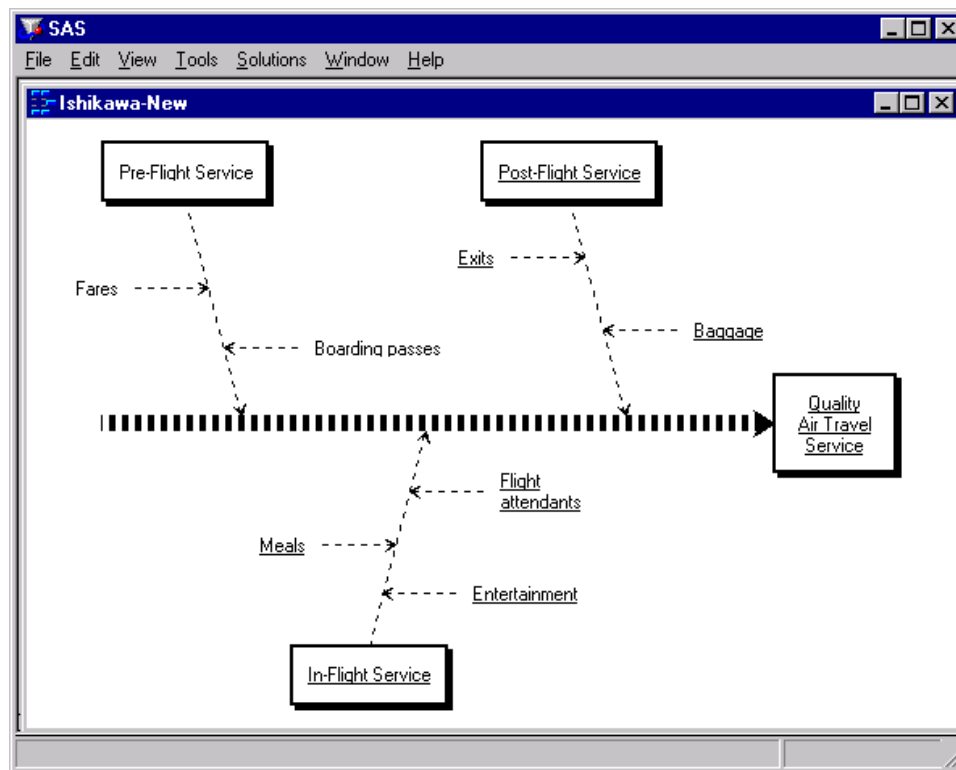 SAS
File Edit View Tools Solutions Window Help
Ishikawa-New
Pre-Flight Service
Post-Flight Service
Exits
Fares
Baggage
Boarding passes
Quality
Air Travel
Service
Flight
attendants
Meals
Entertainment
In-Flight Service